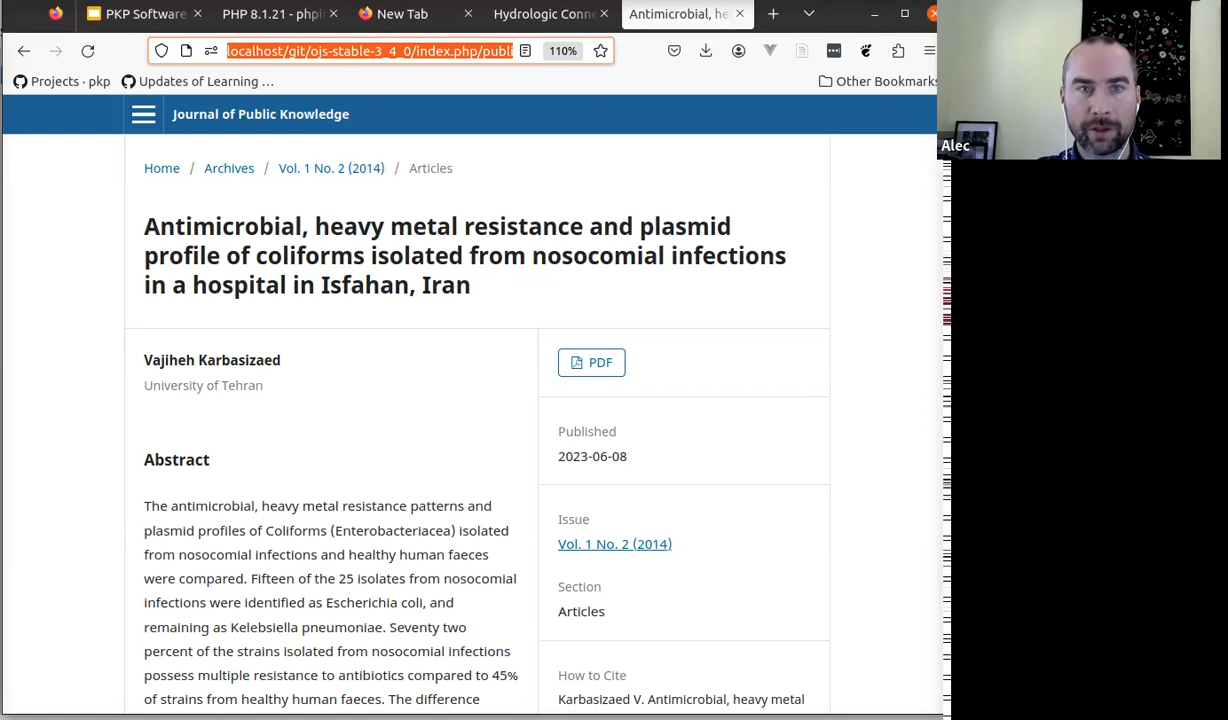 PKP Software
PHP 8.1.21 - phpi
New Tab
Hydrologic Conne
Antimicrobial, he
localhost/git/ojs-stable-3_4_0/index.php/publi
110%
Projects · pkp
Updates of Learning ...
Other Bookmarks
Journal of Public Knowledge
Alec
Home / Archives / Vol. 1 No. 2 (2014) / Articles
Antimicrobial, heavy metal resistance and plasmid
profile of coliforms isolated from nosocomial infections
in a hospital in Isfahan, Iran
Vajiheh Karbasizaed
University of Tehran
Abstract
The antimicrobial, heavy metal resistance patterns and
plasmid profiles of Coliforms (Enterobacteriacea) isolated
from nosocomial infections and healthy human faeces
were compared. Fifteen of the 25 isolates from nosocomial
infections were identified as Escherichia coli, and
remaining as Kelebsiella pneumoniae. Seventy two
percent of the strains isolated from nosocomial infections
possess multiple resistance to antibiotics compared to 45%
of strains from healthy human faeces. The difference
PDF
Published
2023-06-08
Issue
Vol. 1 No. 2 (2014)
Section
Articles
How to Cite
Karbasizaed V. Antimicrobial, heavy metal